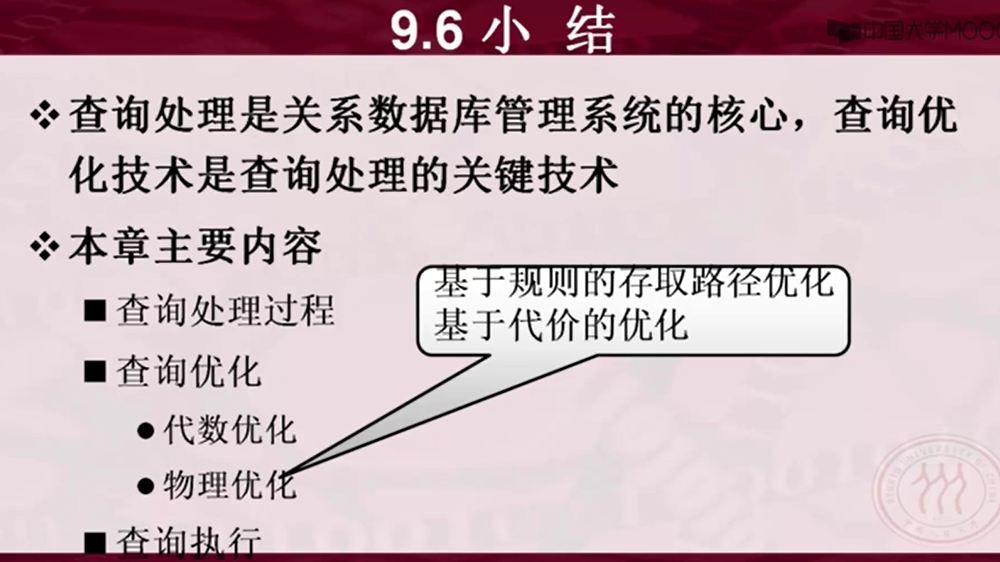 9.6 小 结
中国大学MOOC
查询处理是关系数据库管理系统的核心，查询优
化技术是查询处理的关键技术
本章主要内容
查询处理过程
基于规则的存取路径优化
基于代价的优化
查询优化
代数优化
物理优化
查询执行